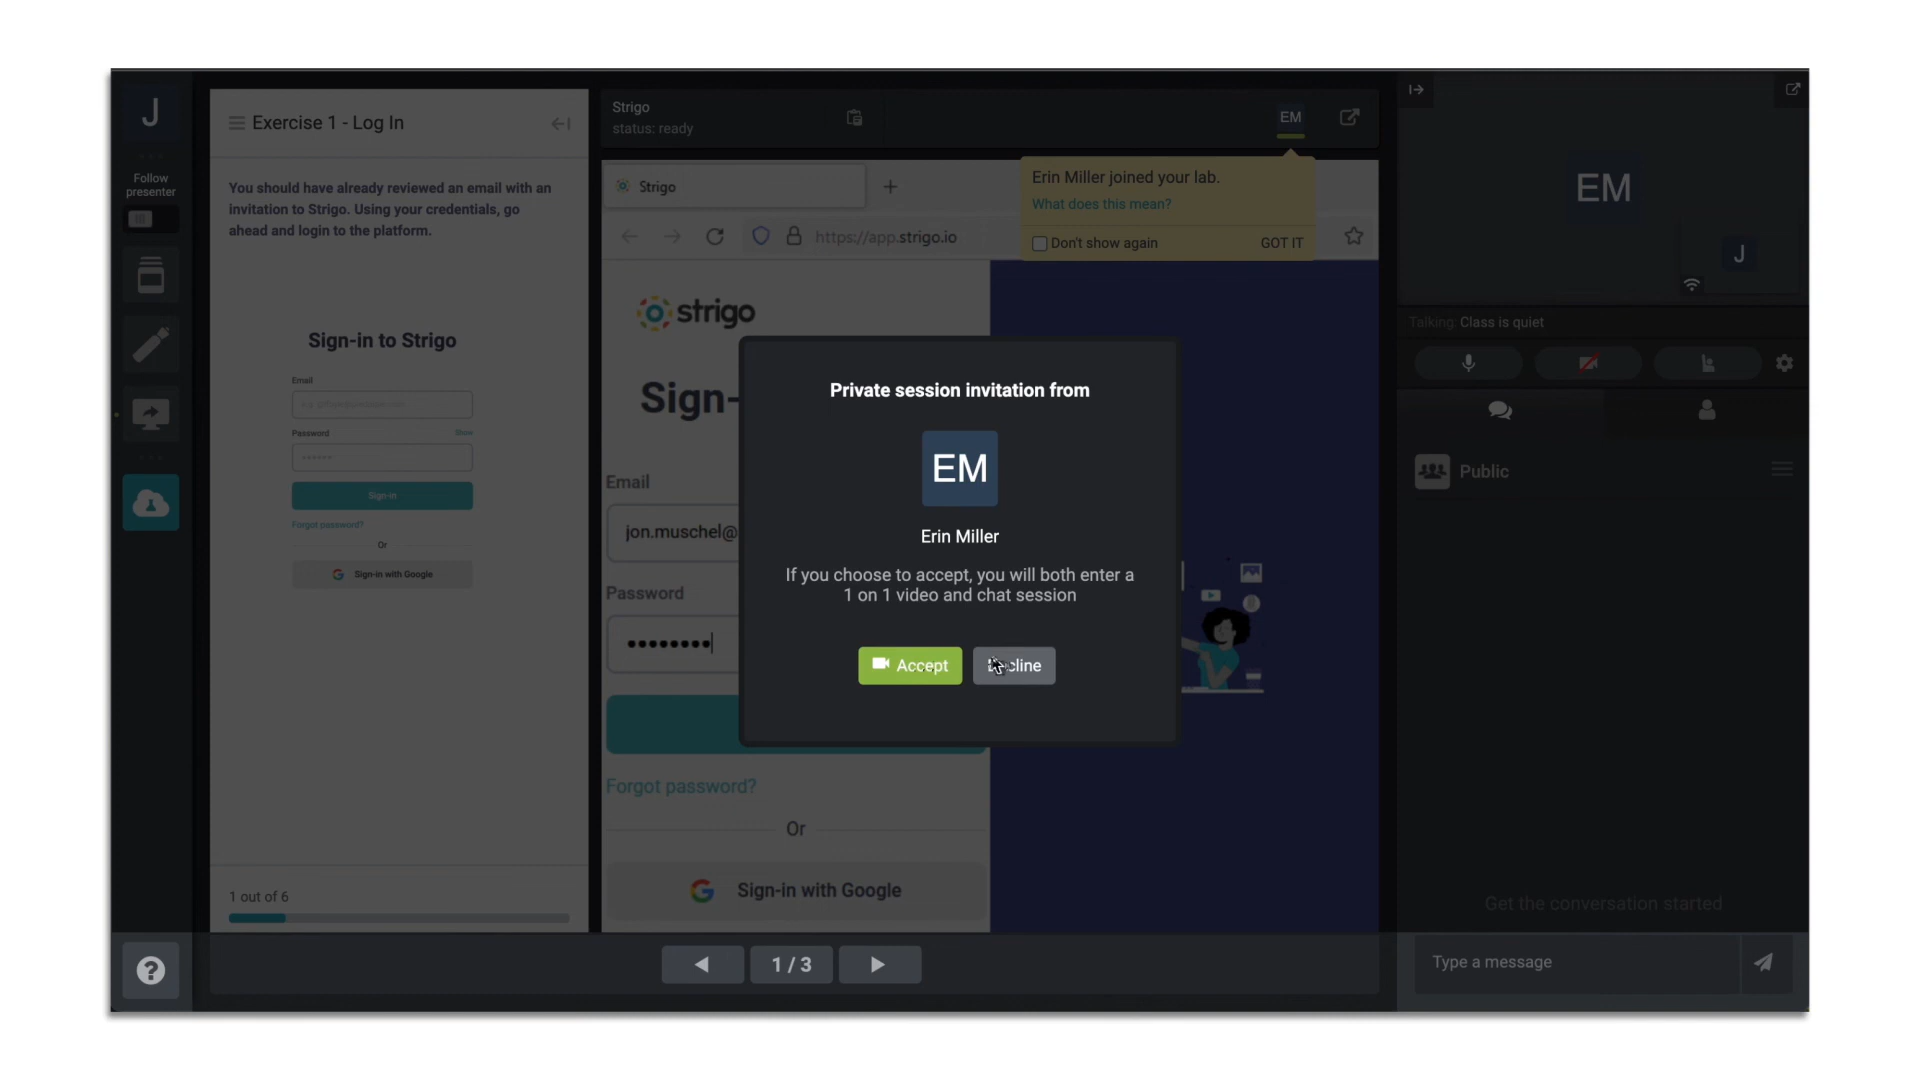 J
Follow
presenter
Exercise 1 - Log In
You should have already reviewed an email with an
invitation to Strigo. Using your credentials, go
ahead and login to the platform.
Sign-in to Strigo
Email
Password
Show
Sign-in
Forgot password?
Or
Sign-in with Google
1 out of 6
Strigo
status: ready
EM
Erin Miller joined your lab.
What does this mean?
Don't show again
GOT IT
Strigo
https://app.strigo.io
strigo
Sign-
Email
jon.muschel@
Password
Forgot password?
Or
Sign-in with Google
Private session invitation from
EM
Erin Miller
If you choose to accept, you will both enter a
1 on 1 video and chat session
Accept
1 / 3
EM
J
Talking: Class is quiet
Public
Get the conversation started
Type a message